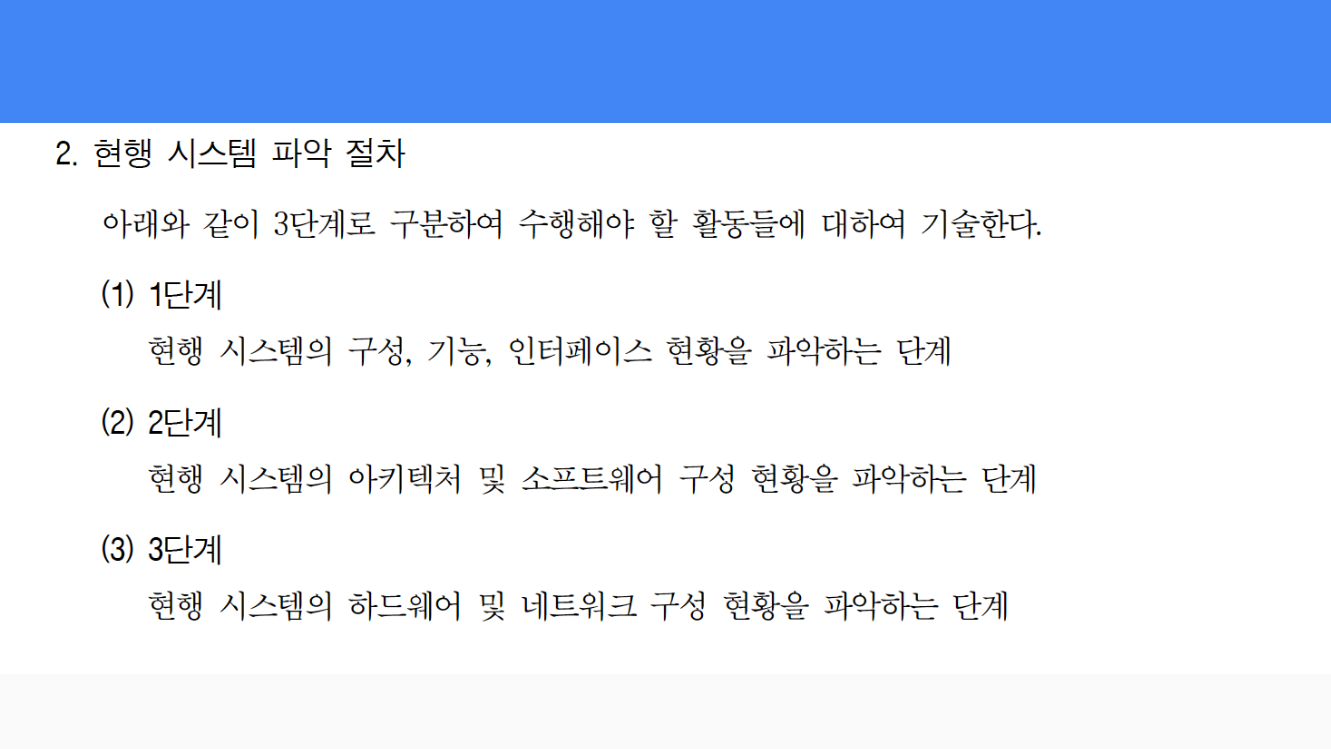 2. 현행 시스템 파악 절차
아래와 같이 3단계로 구분하여 수행해야 할 활동들에 대하여 기술한다.
(1) 1단계
현행 시스템의 구성, 기능, 인터페이스 현황을 파악하는 단계
(2) 2단계
현행 시스템의 아키텍처 및 소프트웨어 구성 현황을 파악하는 단계
(3) 3단계
현행 시스템의 하드웨어 및 네트워크 구성 현황을 파악하는 단계